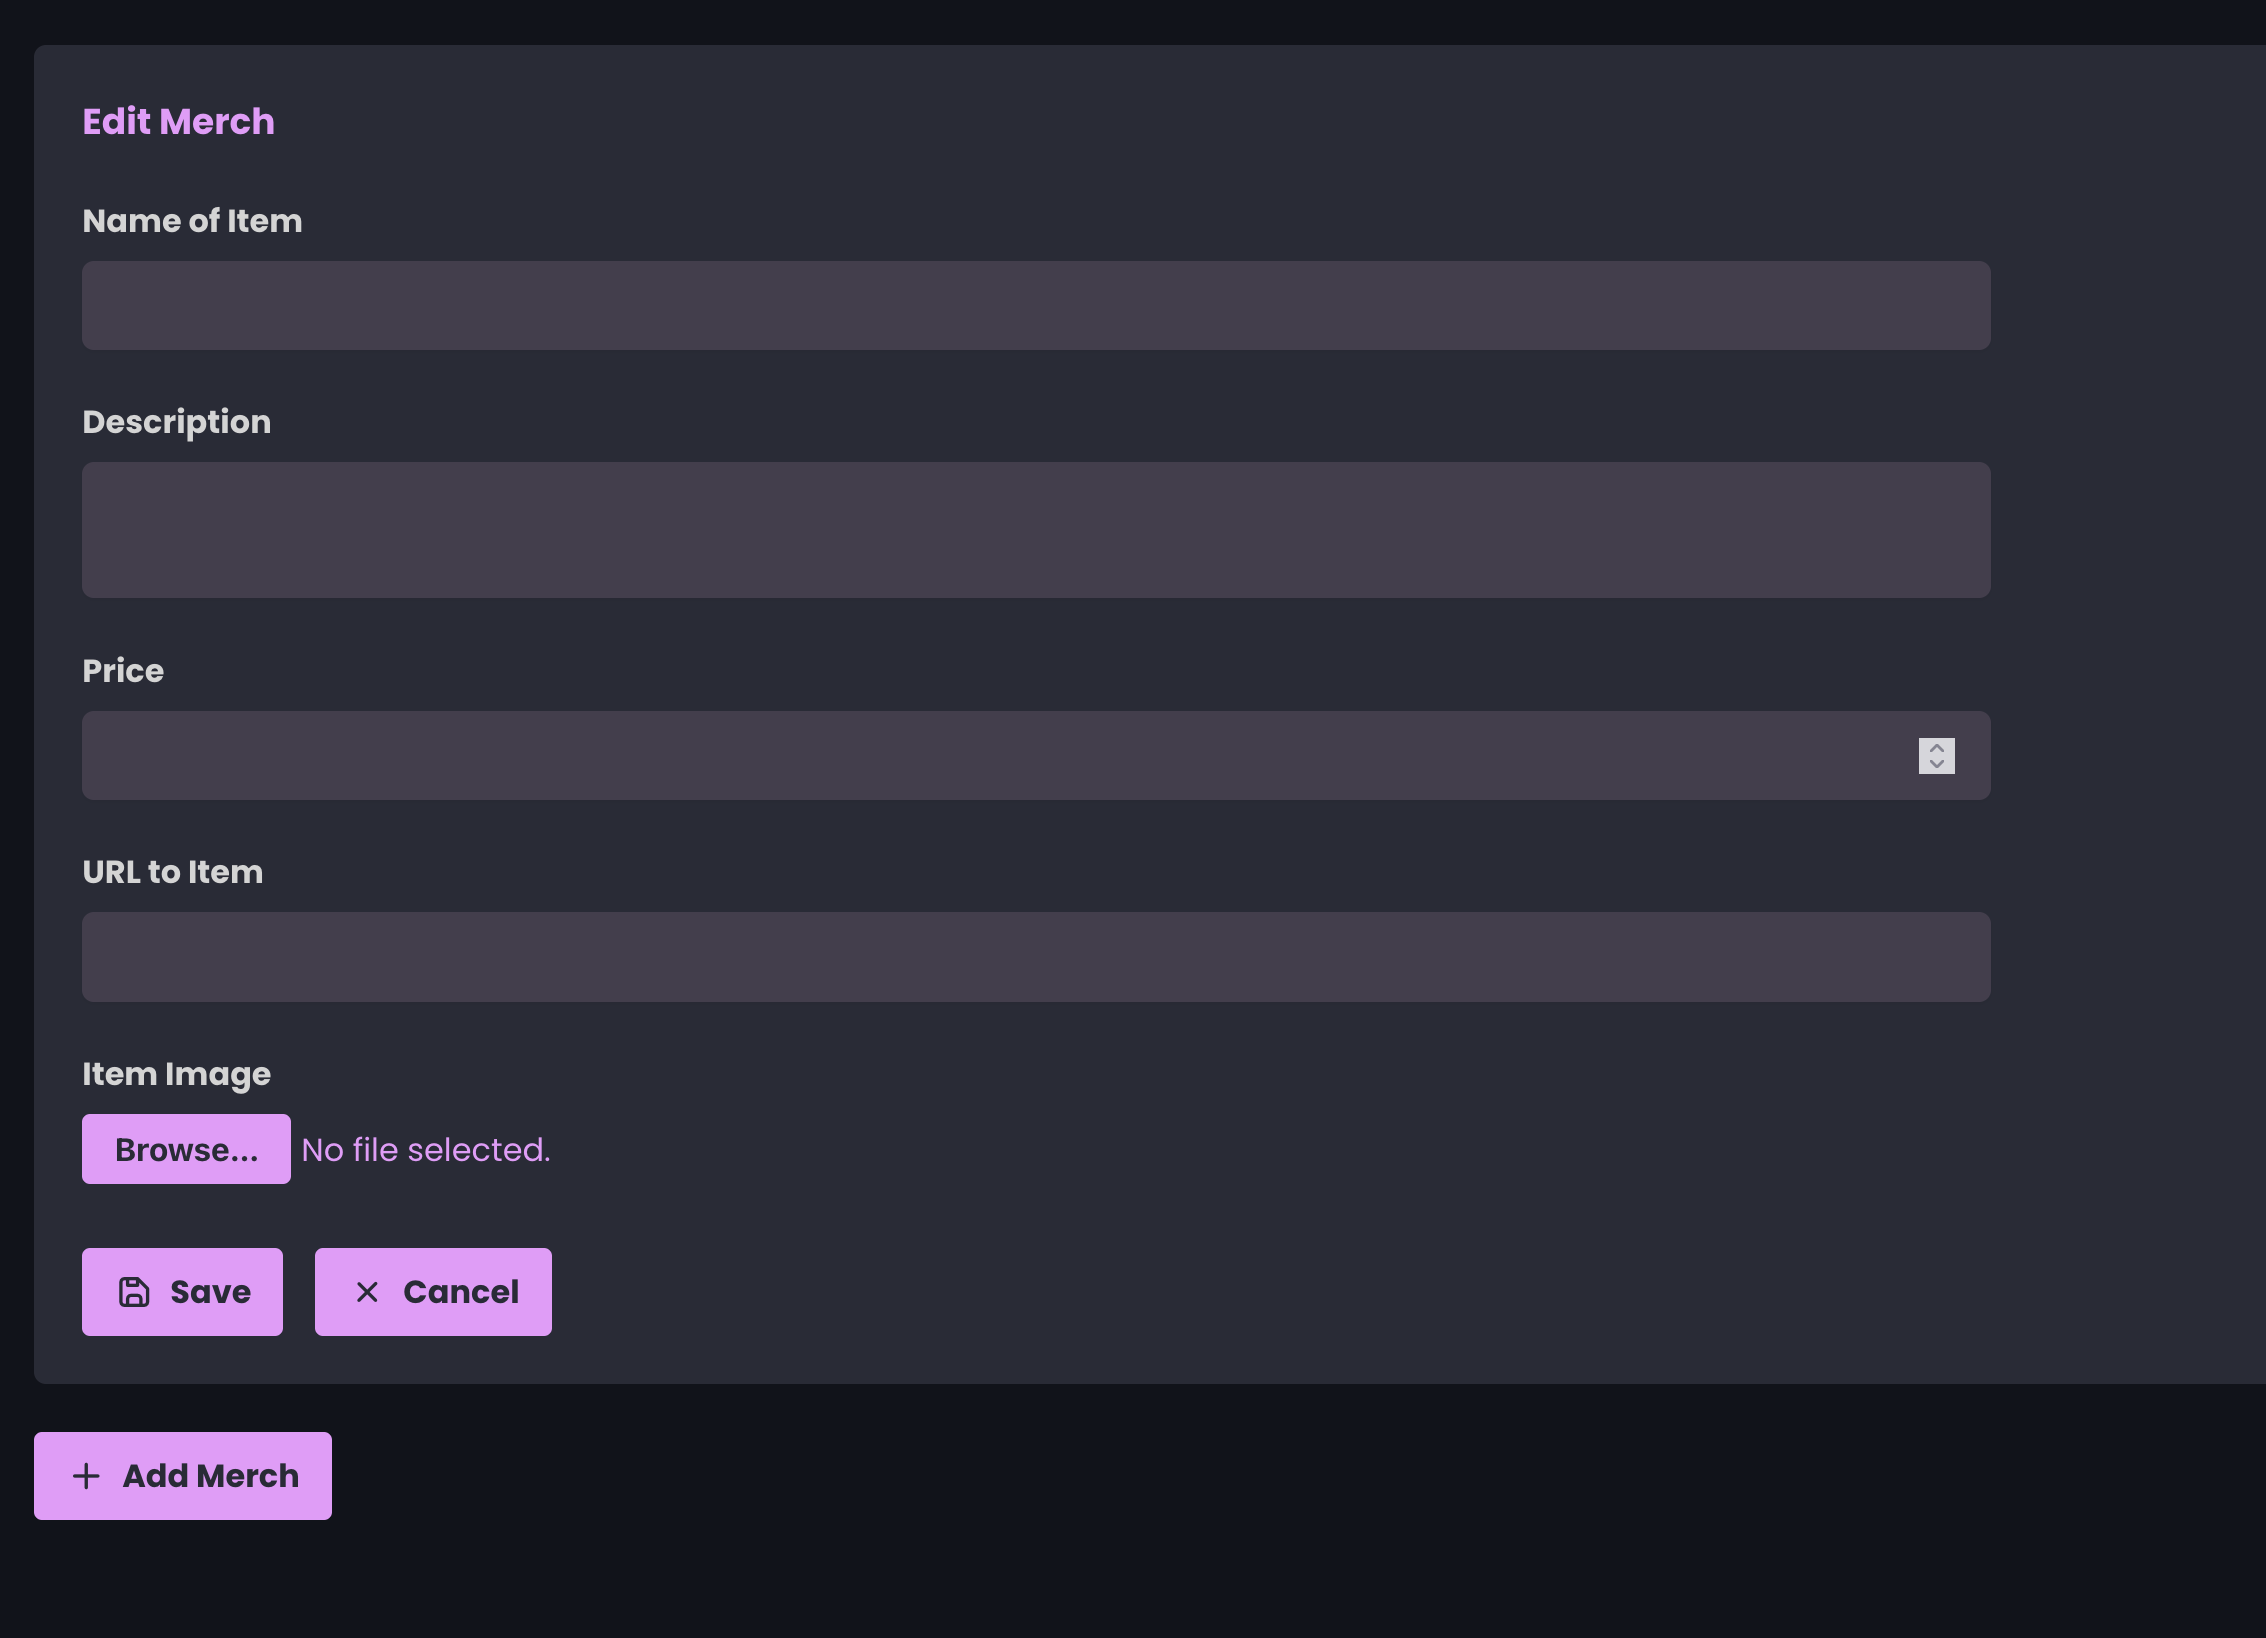 Edit Merch
Name of Item
Description
Price
URL to Item
Item Image
Browse... No file selected.
Save Cancel
Add Merch